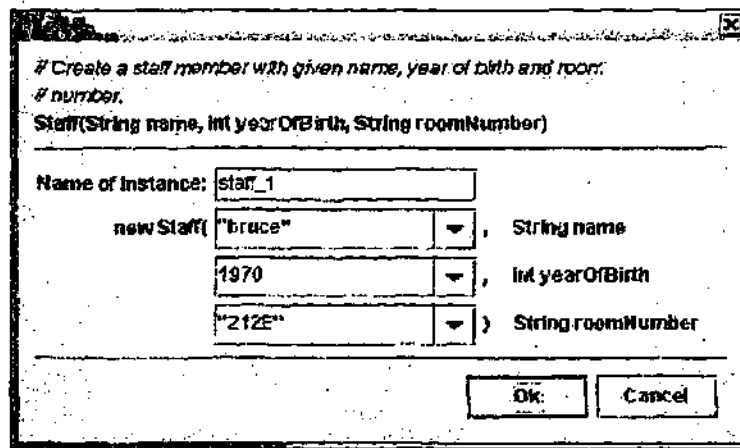 // Create a staff member with given name, year of birth and room
// number.
Staff(String name, int yearOfBirth, String roomNumber)
Name of Instance: staff_1
new Staff( "bruce" , String name
1970 , int yearOfBirth
"212E" ) String roomNumber
Ok
Cancel